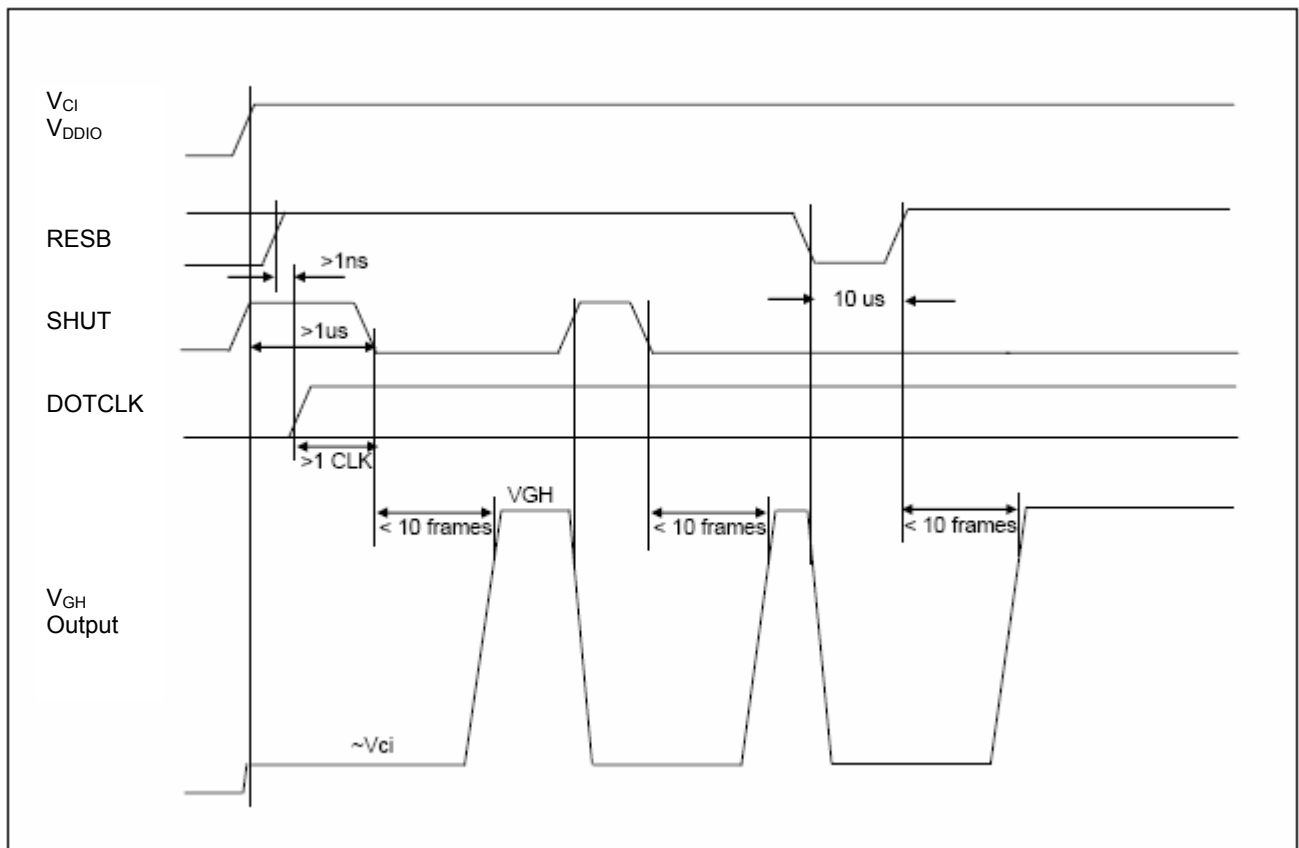 VCI
VDDIO
RESB
>1ns
10 us
SHUT
>1us
DOTCLK
>1 CLK
VGH
< 10 frames
< 10 frames
< 10 frames
VGH
Output
~Vci